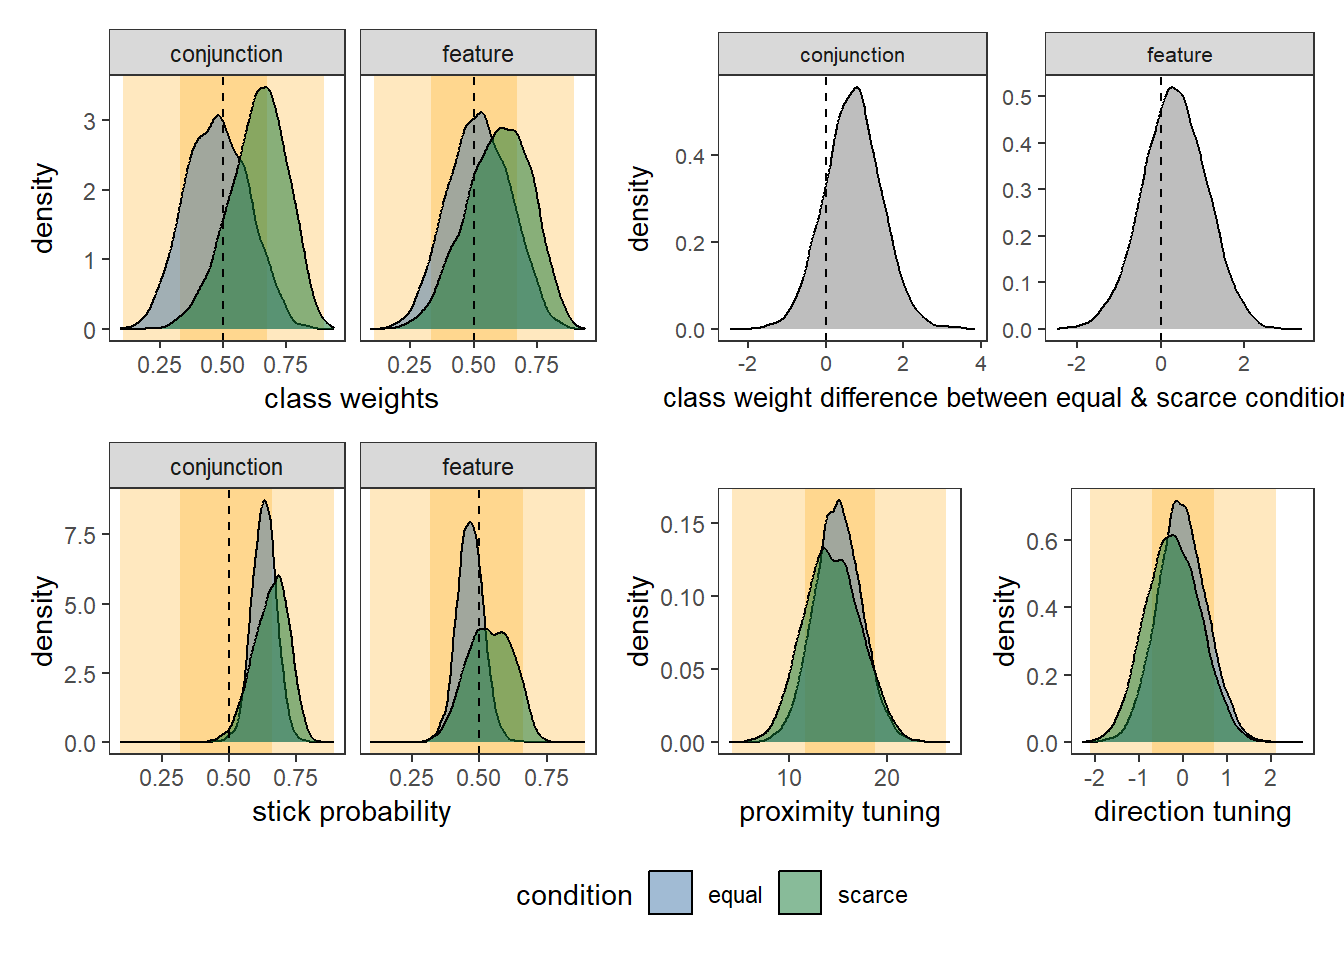 conjunction
feature
density
3
2
1
0
0.25 0.50 0.75
0.25 0.50 0.75
class weights
conjunction
feature
density
0.4
0.2
0.0
-2 0 2 4
0.5
0.4
0.3
0.2
0.1
0.0
-2 0 2
class weight difference between equal & scarce condition
conjunction
feature
density
7.5
5.0
2.5
0.0
0.25 0.50 0.75
0.25 0.50 0.75
stick probability
density
0.15
0.10
0.05
0.00
10 20
proximity tuning
density
0.6
0.4
0.2
0.0
-2 -1 0 1 2
direction tuning
condition equal scarce